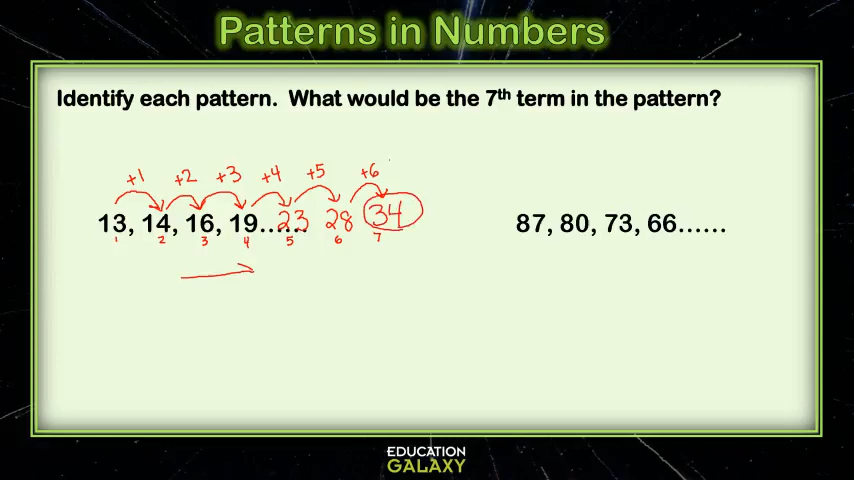 Patterns in Numbers
Identify each pattern. What would be the 7th term in the pattern?
+1 +2 +3 +4 +5 +6
13, 14, 16, 19...... 23 28 34
1 2 3 4 5 6 7
87, 80, 73, 66......
EDUCATION
GALAXY